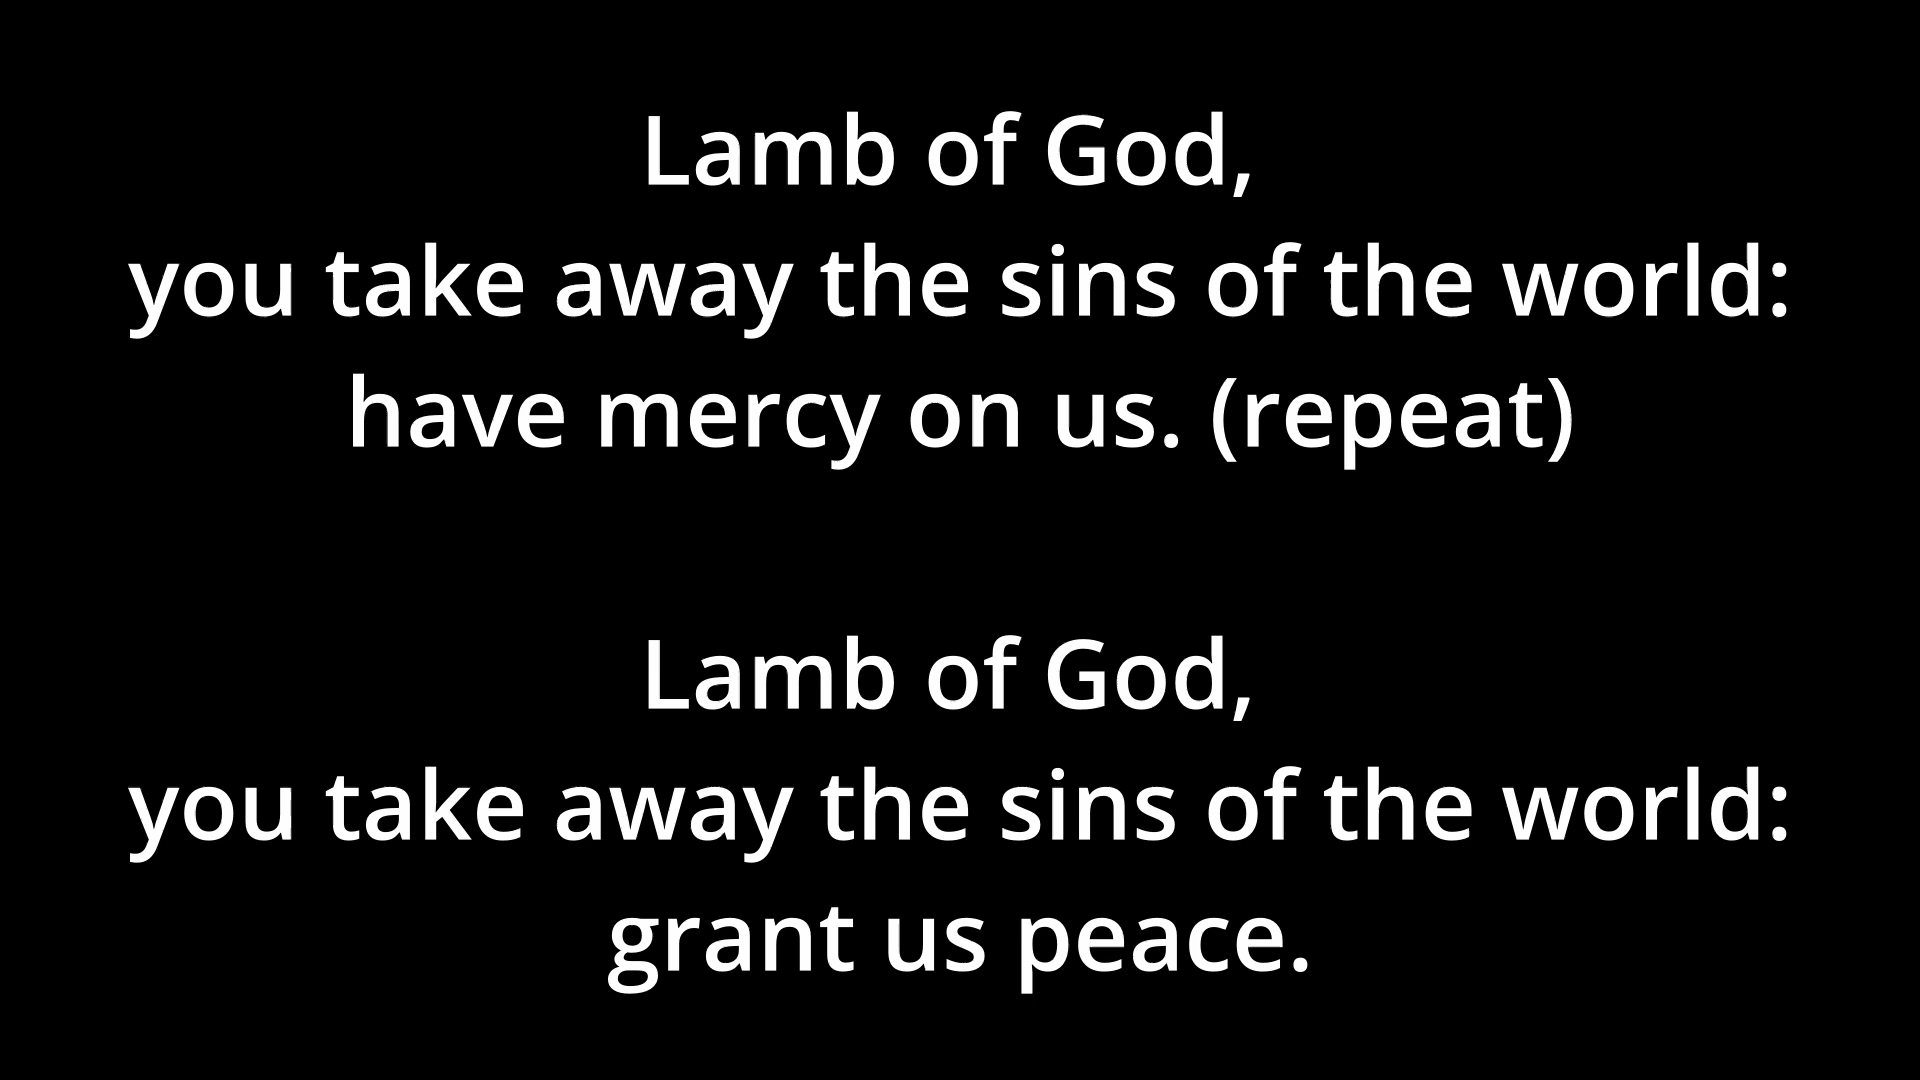 Lamb of God,
you take away the sins of the world:
have mercy on us. (repeat)
Lamb of God,
you take away the sins of the world:
grant us peace.